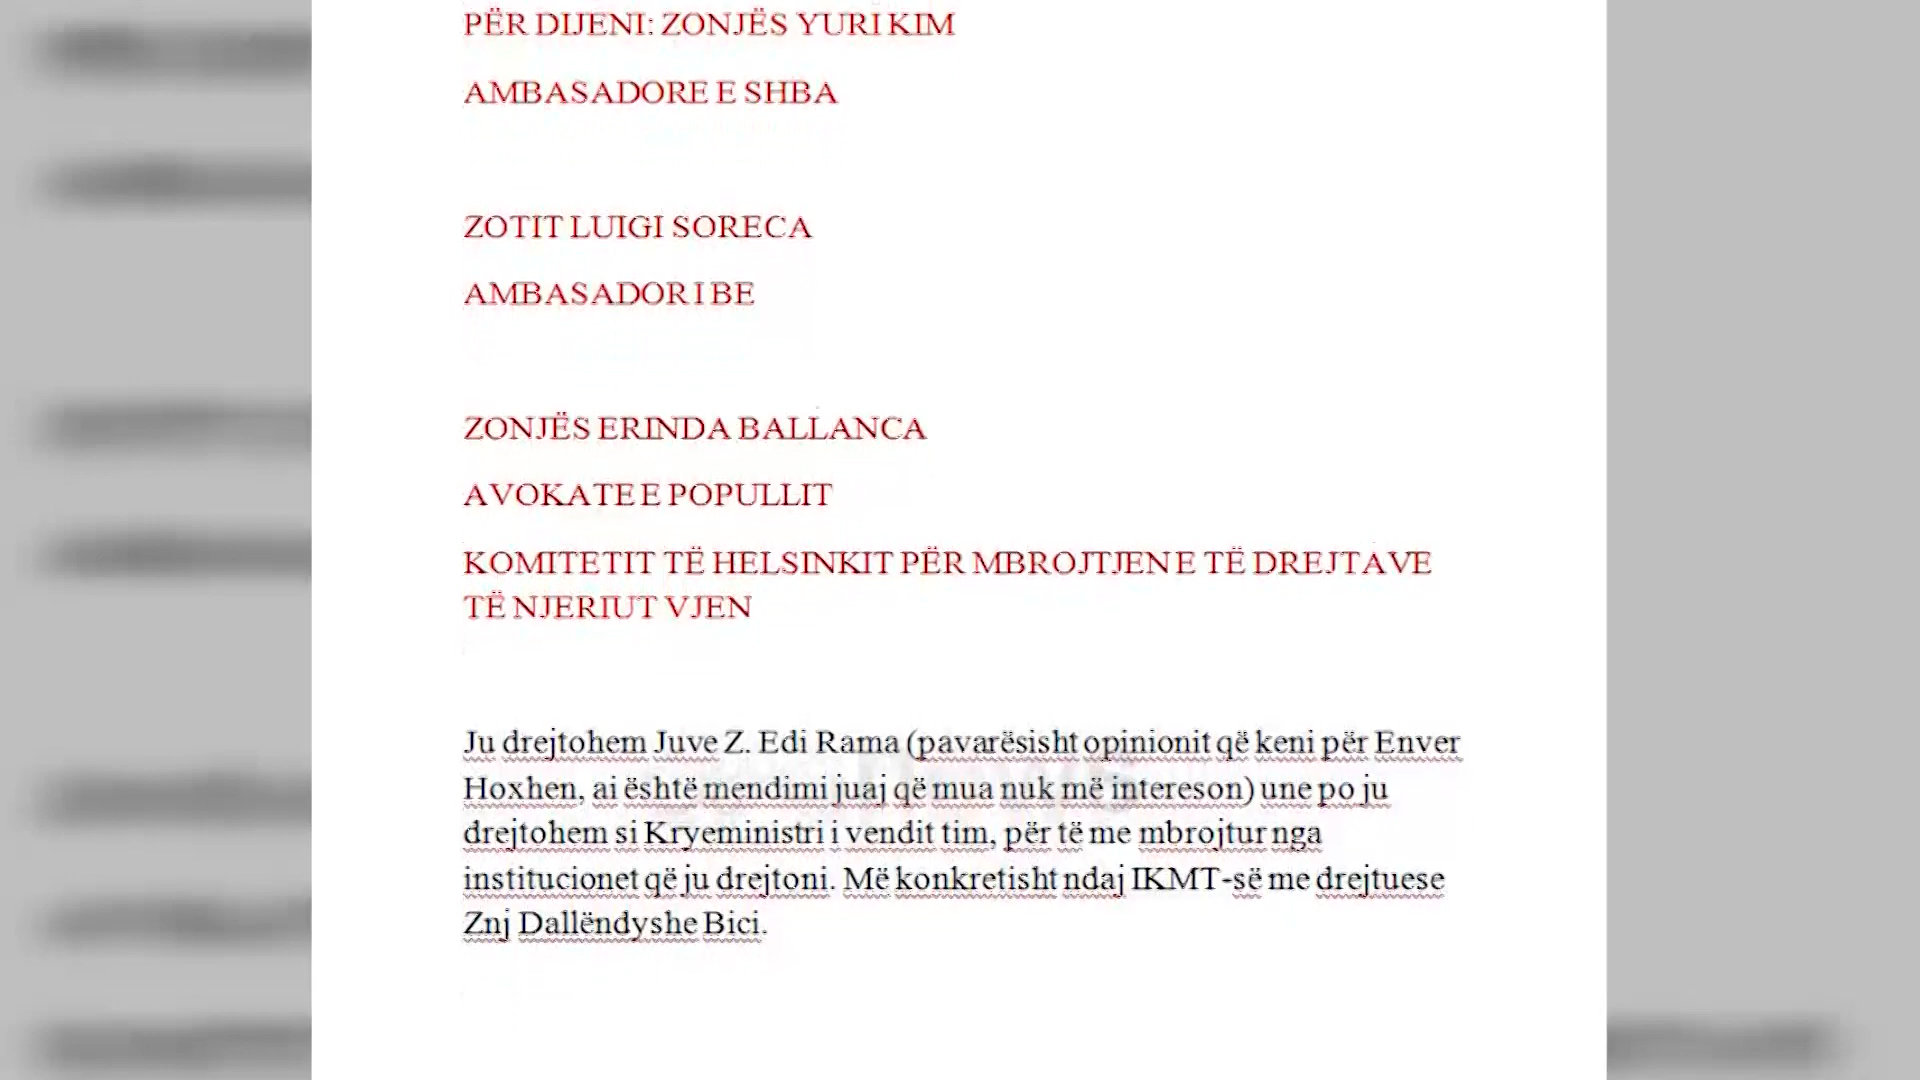 PËR DIJENI: ZONJËS YURI KIM
AMBASADORE E SHBA
ZOTIT LUIGI SORECA
AMBASADOR I BE
ZONJËS ERINDA BALLANCA
AVOKATE E POPULLIT
KOMITETIT TË HELSINKIT PËR MBROJTJEN E TË DREJTAVE
TË NJERIUT VJEN
Ju drejtohem Juve Z. Edi Rama (pavarësisht opinionit që keni për Enver
Hoxhen, ai është mendimi juaj që mua nuk më intereson) une po ju
drejtohem si Kryeministri i vendit tim, për të me mbrojtur nga
institucionet që ju drejtoni. Më konkretisht ndaj IKMT-së me drejtuese
Znj Dallëndyshe Bici.